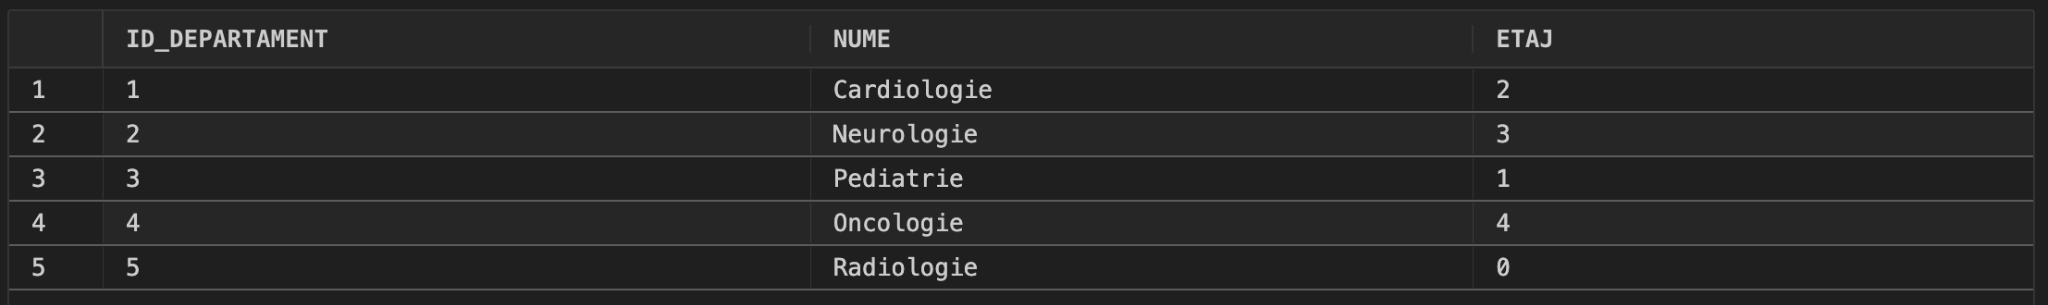 ID_DEPARTAMENT NUME ETAJ
1 1 Cardiologie 2
2 2 Neurologie 3
3 3 Pediatrie 1
4 4 Oncologie 4
5 5 Radiologie 0